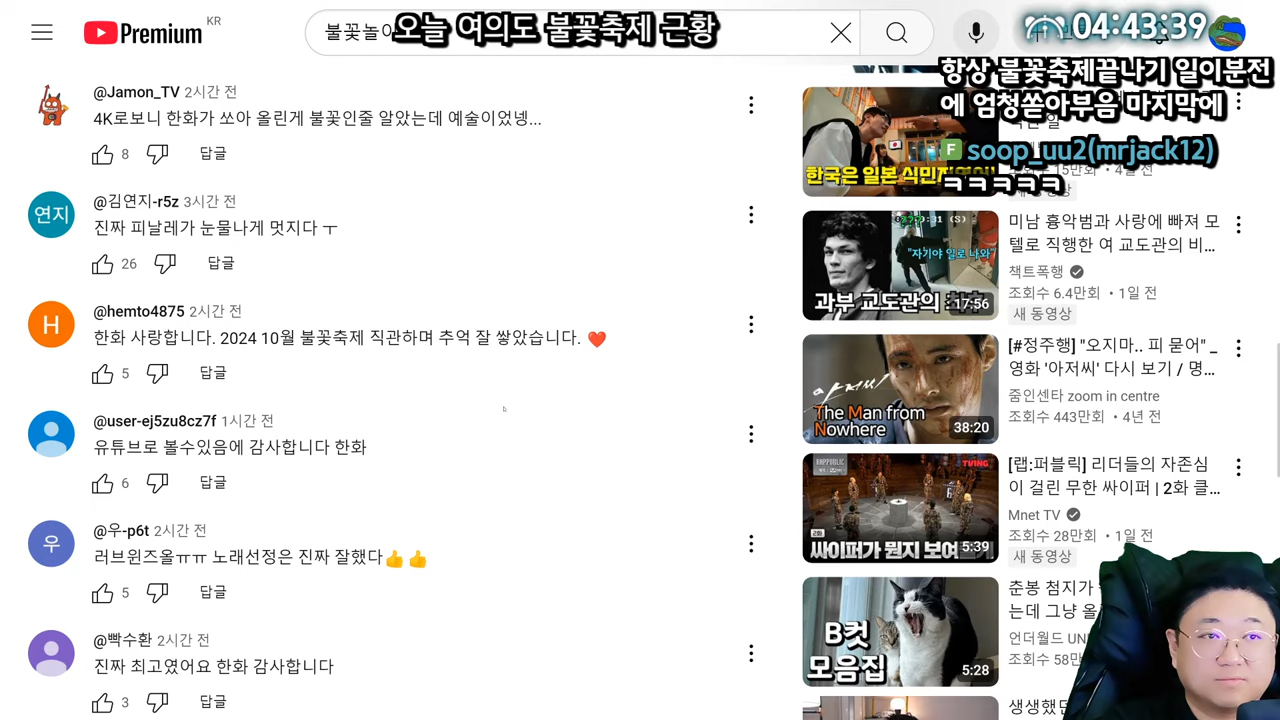 Premium KR
불꽃놀이
오늘 여의도 불꽃축제 근황
04:43:39
항상 불꽃축제끝나기 일이분전
에 엄청쏟아부음 마지막에
F soop_uu2(mrjack12)
ㅋㅋㅋㅋㅋ
@Jamon_TV 2시간 전
4K로보니 한화가 쏘아 올린게 불꽃인줄 알았는데 예술이었넹...
8 답글
연지
@김연지-r5z 3시간 전
진짜 피날레가 눈물나게 멋지다 ㅜ
26 답글
H
@hemto4875 2시간 전
한화 사랑합니다. 2024 10월 불꽃축제 직관하며 추억 잘 쌓았습니다. ❤️
5 답글
@user-ej5zu8cz7f 1시간 전
유튜브로 볼수있음에 감사합니다 한화
6 답글
우
@우-p6t 2시간 전
러브윈즈올ㅠㅠ 노래선정은 진짜 잘했다👍👍
5 답글
@빡수환 2시간 전
진짜 최고였어요 한화 감사합니다
3 답글
한국은 일본 식민
"자기야 일로 나와"
과부 교도관의
17:56
미남 흉악범과 사랑에 빠져 모
텔로 직행한 여 교도관의 비...
책트폭행
조회수 6.4만회 • 1일 전
새 동영상
아저씨
The Man from
Nowhere
38:20
[#정주행] "오지마.. 피 묻어" _
영화 '아저씨' 다시 보기 / 명...
줌인센타 zoom in centre
조회수 443만회 • 4년 전
RAPPUBLIC
TVING
2화
싸이퍼가 뭔지 보여
5:39
[랩:퍼블릭] 리더들의 자존심
이 걸린 무한 싸이퍼 | 2화 클...
Mnet TV
조회수 28만회 • 1일 전
새 동영상
B컷
모음집
5:28
춘봉 첨지가
는데 그냥 올
언더월드
조회수 58만
생생했던